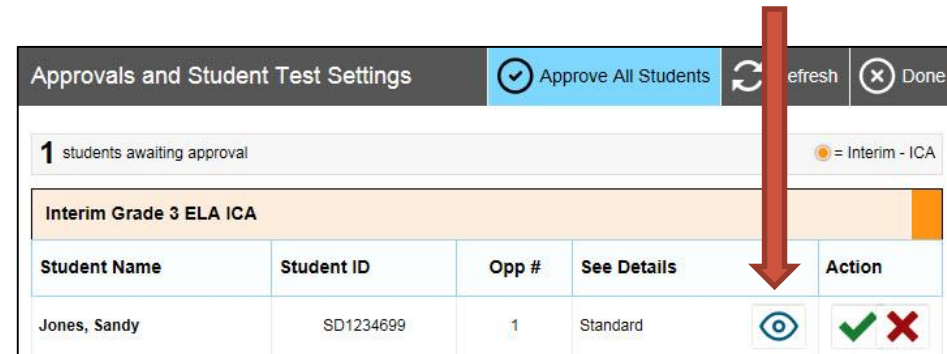 Approvals and Student Test Settings Approve All Students efresh Done
1 students awaiting approval = Interim - ICA
Interim Grade 3 ELA ICA
Student Name Student ID Opp # See Details Action
Jones, Sandy SD1234699 1 Standard